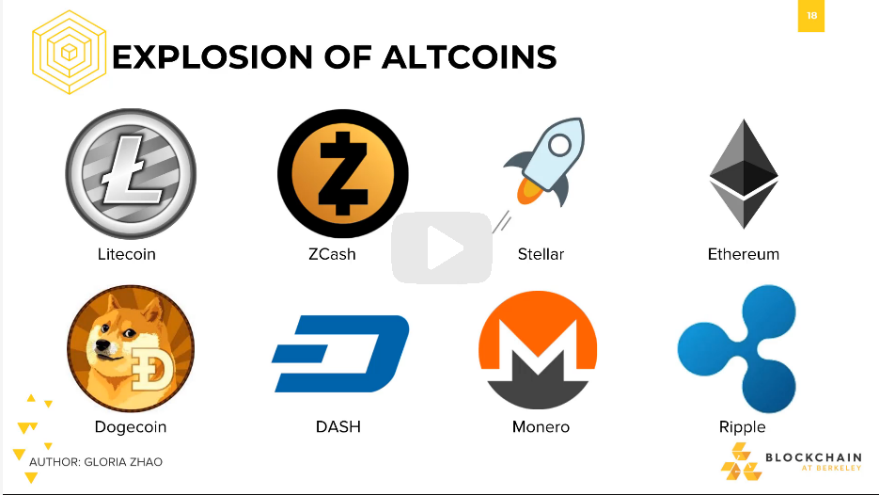 18
EXPLOSION OF ALTCOINS
Litecoin
ZCash
Stellar
Ethereum
Dogecoin
DASH
Monero
Ripple
AUTHOR: GLORIA ZHAO
BLOCKCHAIN
AT BERKELEY